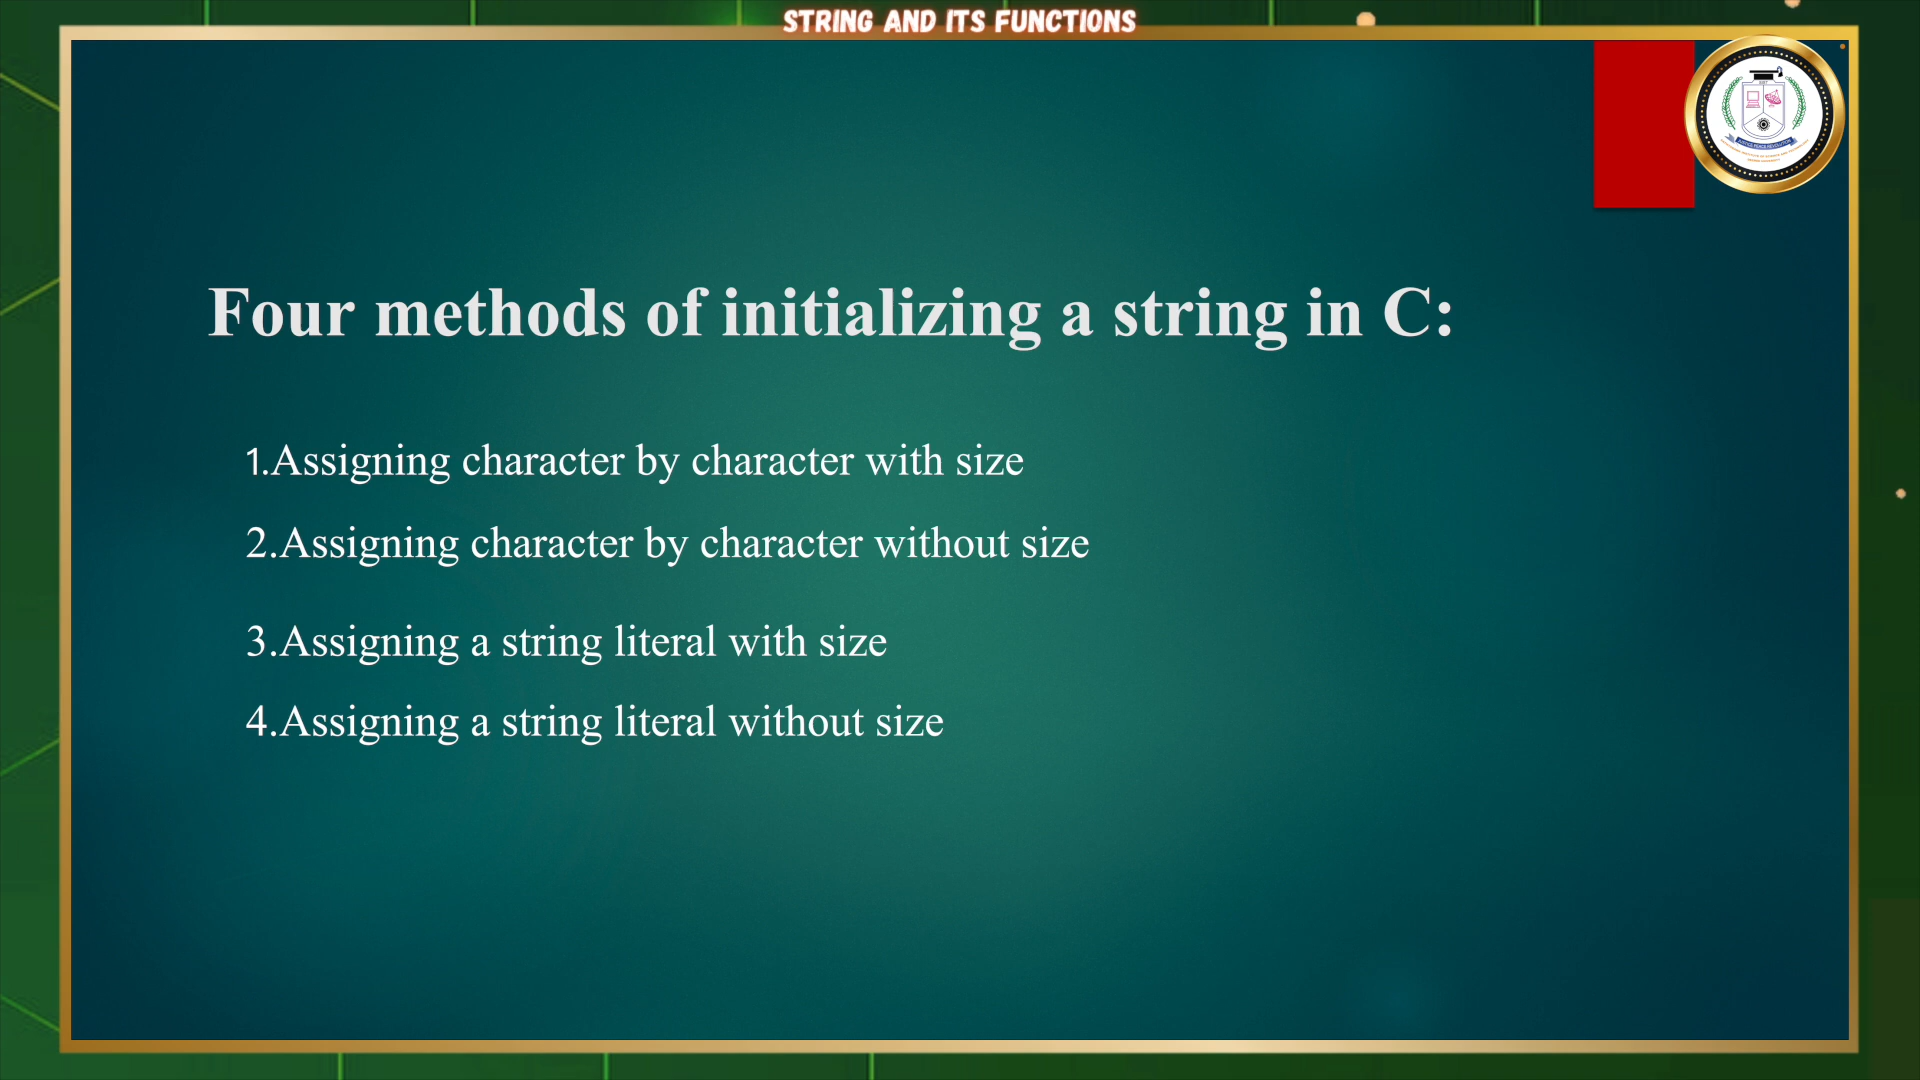 STRING AND ITS FUNCTIONS
Four methods of initializing a string in C:
1.Assigning character by character with size
2.Assigning character by character without size
3.Assigning a string literal with size
4.Assigning a string literal without size